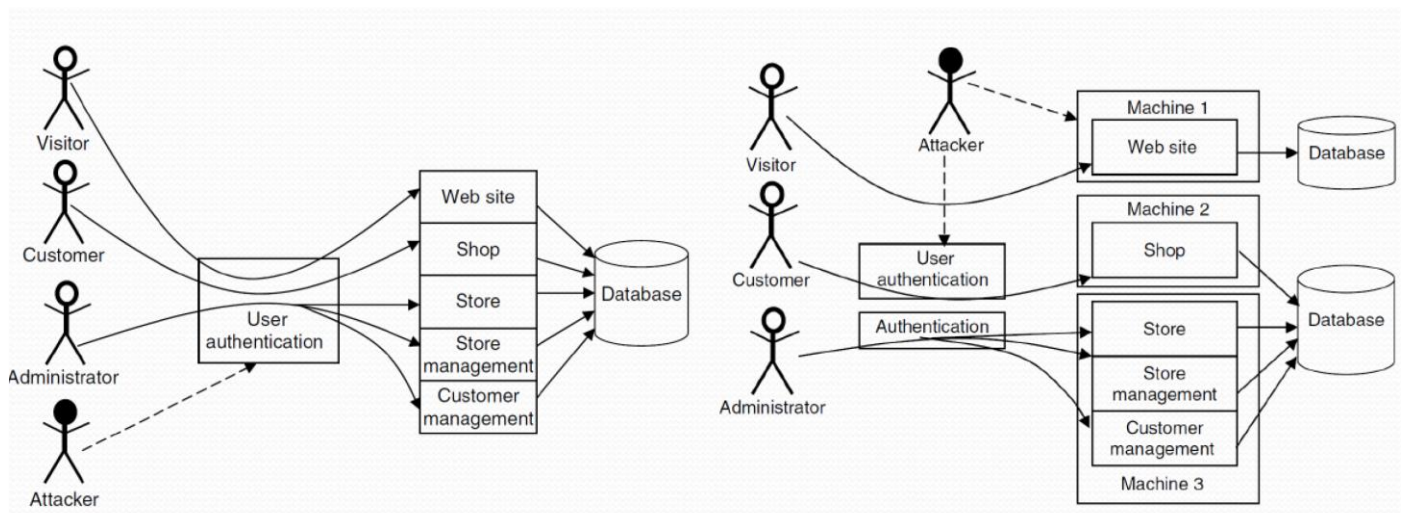 Visitor
Customer
Administrator
Attacker
User
authentication
Web site
Shop
Store
Store
management
Customer
management
Database
Visitor
Attacker
Customer
Administrator
User
authentication
Authentication
Machine 1
Web site
Database
Machine 2
Shop
Store
Store
management
Customer
management
Machine 3
Database